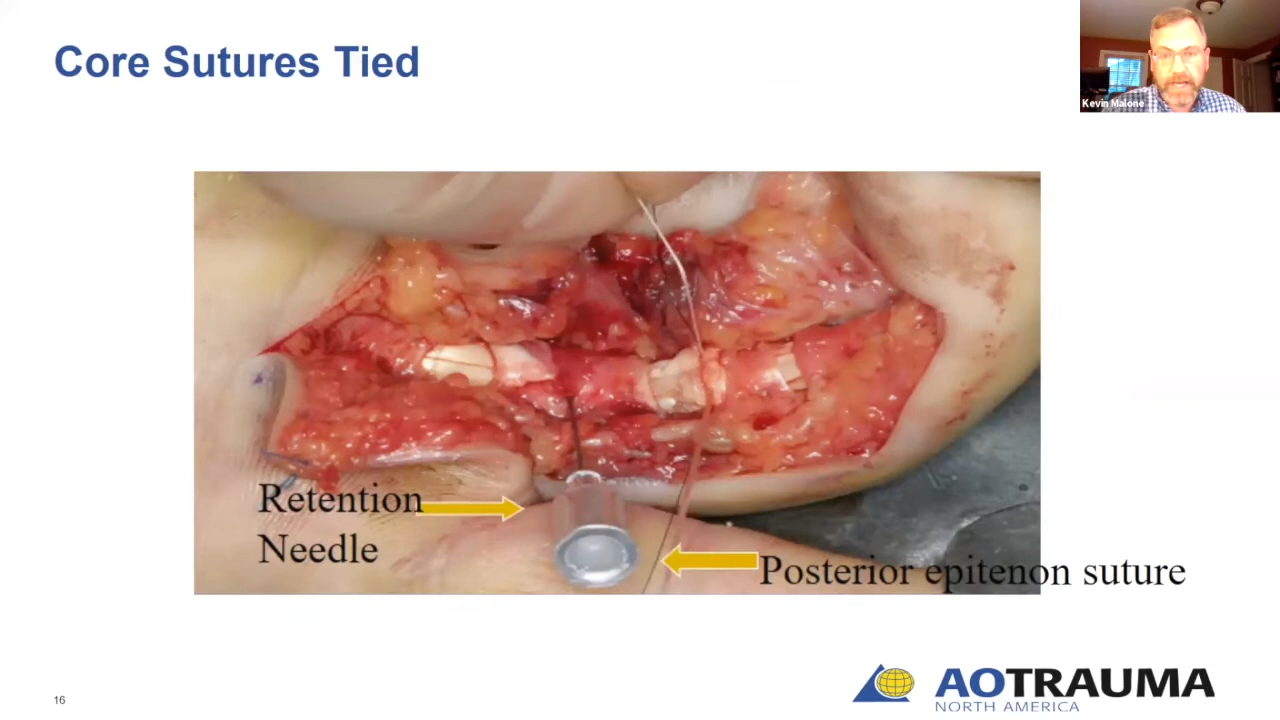 Core Sutures Tied
Kevin Malone
Retention
Needle
Posterior epitenon suture
16
AOTRAUMA
NORTH AMERICA